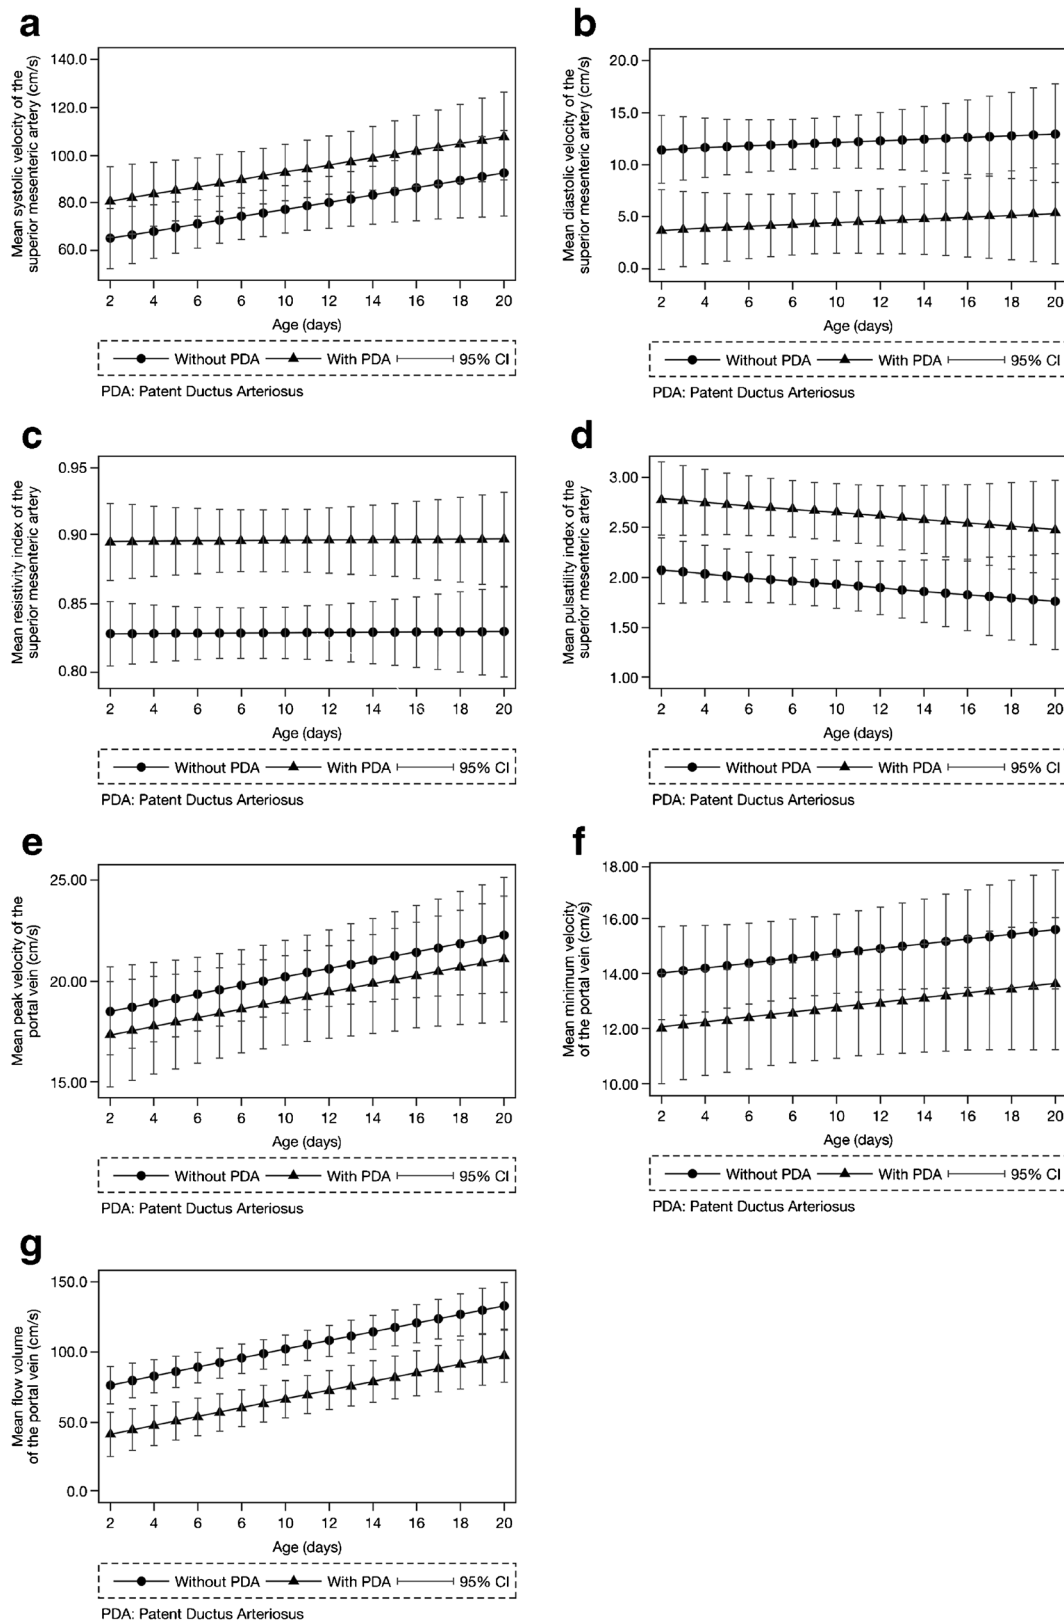 a
Mean systolic velocity of the
superior mesenteric artery (cm/s)
140.0
120.0
100.0
80.0
60.0
2 4 6 6 10 12 14 16 18 20
Age (days)
Without PDA With PDA 95% CI
PDA: Patent Ductus Arteriosus
b
Mean diastolic velocity of the
superior mesenteric artery (cm/s)
20.0
15.0
10.0
5.0
0.0
2 4 6 6 10 12 14 16 18 20
Age (days)
Without PDA With PDA 95% CI
PDA: Patent Ductus Arteriosus
c
Mean resistivity index of the
superior mesenteric artery
0.95
0.90
0.85
0.80
2 4 6 6 10 12 14 16 18 20
Age (days)
Without PDA With PDA 95% CI
PDA: Patent Ductus Arteriosus
d
Mean pulsatility index of the
superior mesenteric artery
3.00
2.50
2.00
1.50
1.00
2 4 6 6 10 12 14 16 18 20
Age (days)
Without PDA With PDA 95% CI
PDA: Patent Ductus Arteriosus
e
Mean peak velocity of the
portal vein (cm/s)
25.00
20.00
15.00
2 4 6 6 10 12 14 16 18 20
Age (days)
Without PDA With PDA 95% CI
PDA: Patent Ductus Arteriosus
f
Mean minimum velocity
of the portal vein (cm/s)
18.00
16.00
14.00
12.00
10.00
2 4 6 6 10 12 14 16 18 20
Age (days)
Without PDA With PDA 95% CI
PDA: Patent Ductus Arteriosus
g
Mean flow volume
of the portal vein (cm/s)
150.0
100.0
50.0
0.0
2 4 6 6 10 12 14 16 18 20
Age (days)
Without PDA With PDA 95% CI
PDA: Patent Ductus Arteriosus